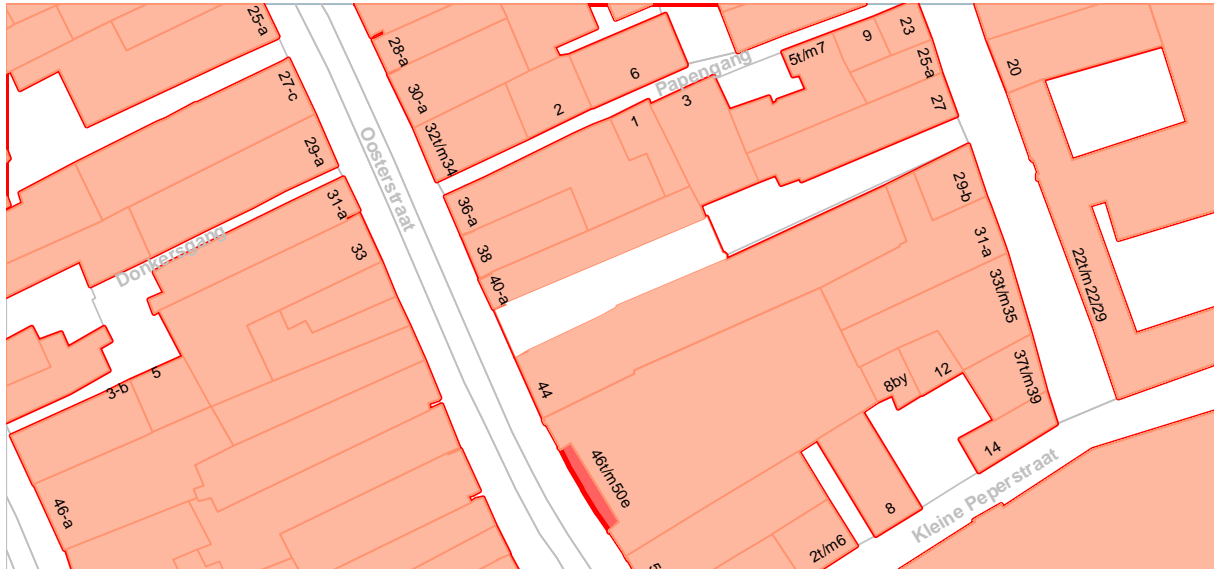 25-a
28-a
5t/m7
9
23
25-a
20
27-c
30-a
6
Papengang
2
3
1
27
32t/m34
29-a
Oosterstraat
31-a
36-a
29-b
Donkersgang
33
38
31-a
40-a
33t/m35
22t/m22/29
3-b
5
44
8by
12
37t/m39
46t/m50e
14
Kleine Peperstraat
46-a
8
2t/m6